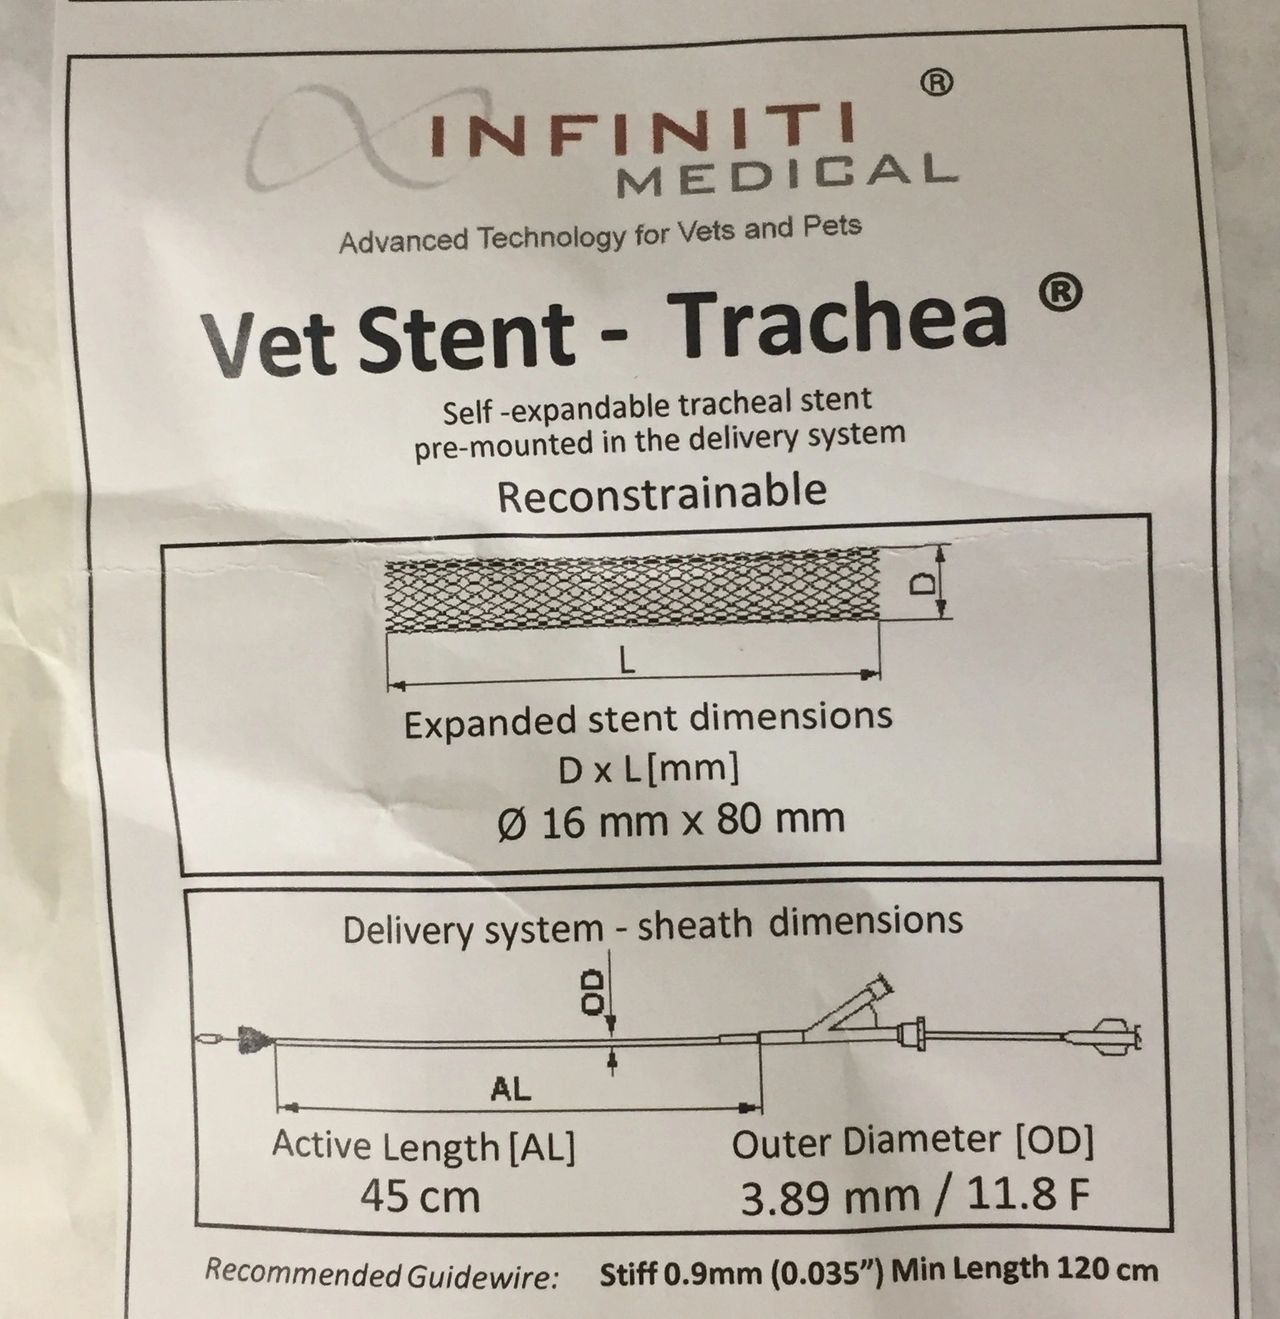 ®
INFINITI
MEDICAL
Advanced Technology for Vets and Pets
Vet Stent - Trachea ®
Self -expandable tracheal stent
pre-mounted in the delivery system
Reconstrainable
D
L
Expanded stent dimensions
D x L[mm]
Ø 16 mm x 80 mm
Delivery system - sheath dimensions
OD
AL
Active Length [AL] Outer Diameter [OD]
45 cm 3.89 mm / 11.8 F
Recommended Guidewire: Stiff 0.9mm (0.035”) Min Length 120 cm